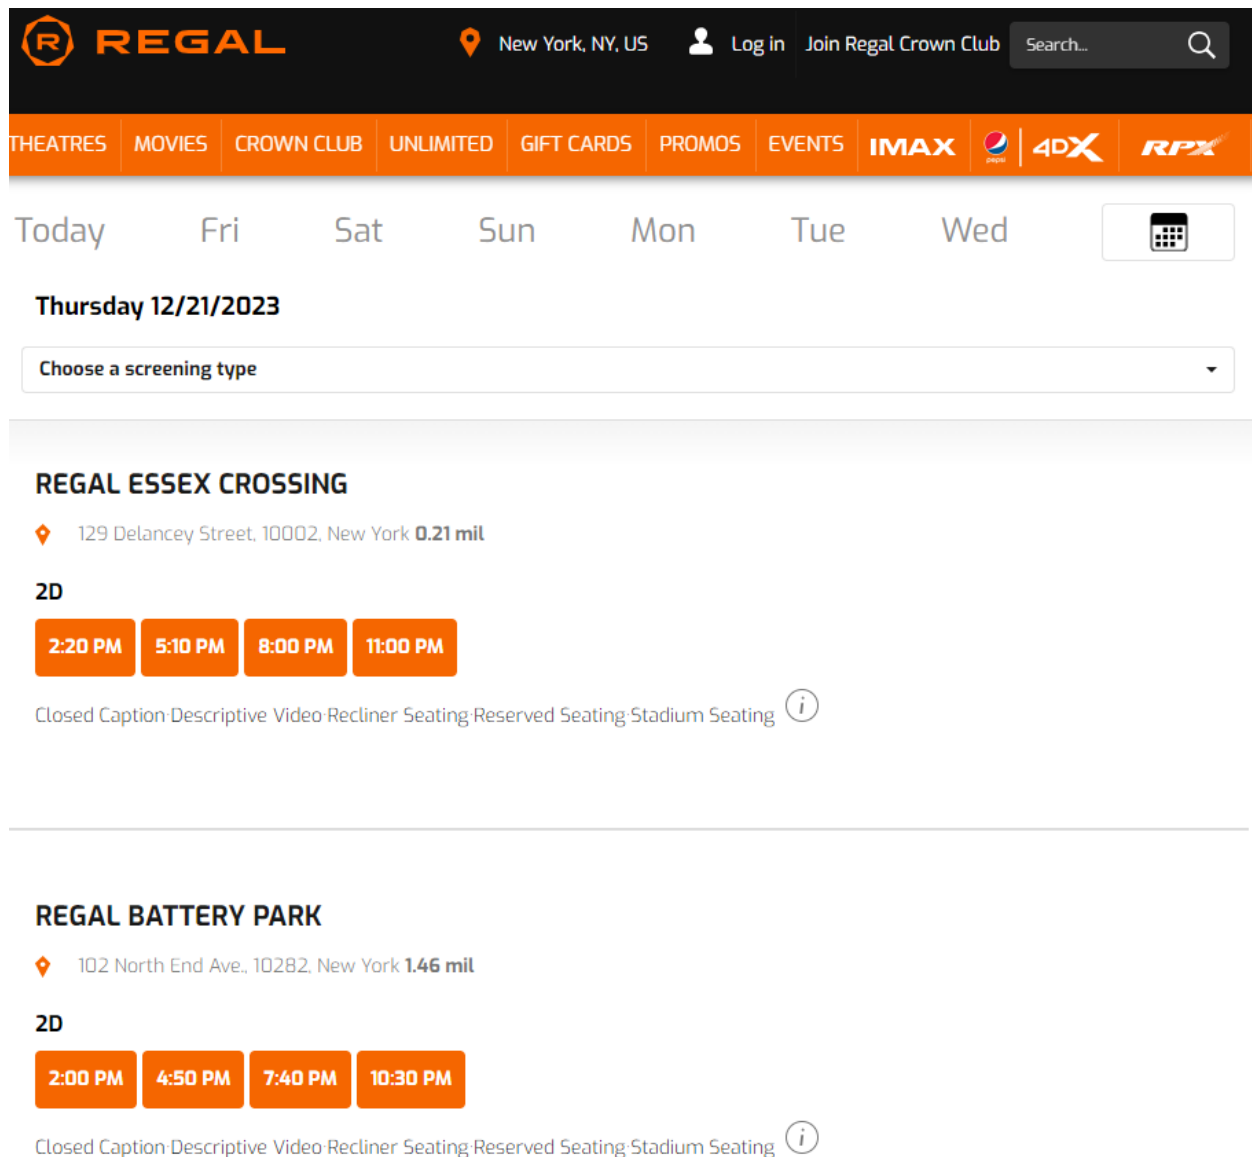 REGAL New York, NY, US Log in Join Regal Crown Club Search...
THEATRES MOVIES CROWN CLUB UNLIMITED GIFT CARDS PROMOS EVENTS IMAX pepsi 4DX RPX
Today Fri Sat Sun Mon Tue Wed
Thursday 12/21/2023
Choose a screening type
REGAL ESSEX CROSSING
129 Delancey Street, 10002, New York 0.21 mil
2D
2:20 PM 5:10 PM 8:00 PM 11:00 PM
Closed Caption·Descriptive Video·Recliner Seating·Reserved Seating·Stadium Seating i
REGAL BATTERY PARK
102 North End Ave., 10282, New York 1.46 mil
2D
2:00 PM 4:50 PM 7:40 PM 10:30 PM
Closed Caption·Descriptive Video·Recliner Seating·Reserved Seating·Stadium Seating i